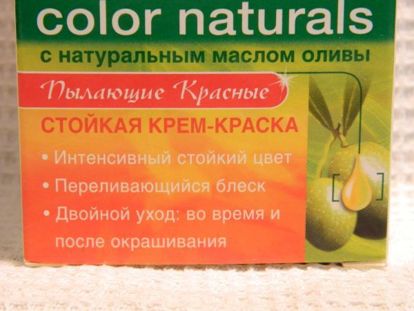 color naturals
с натуральным маслом оливы
Пылающие Красные
СТОЙКАЯ КРЕМ-КРАСКА
• Интенсивный стойкий цвет
• Переливающийся блеск
• Двойной уход: во время и
после окрашивания